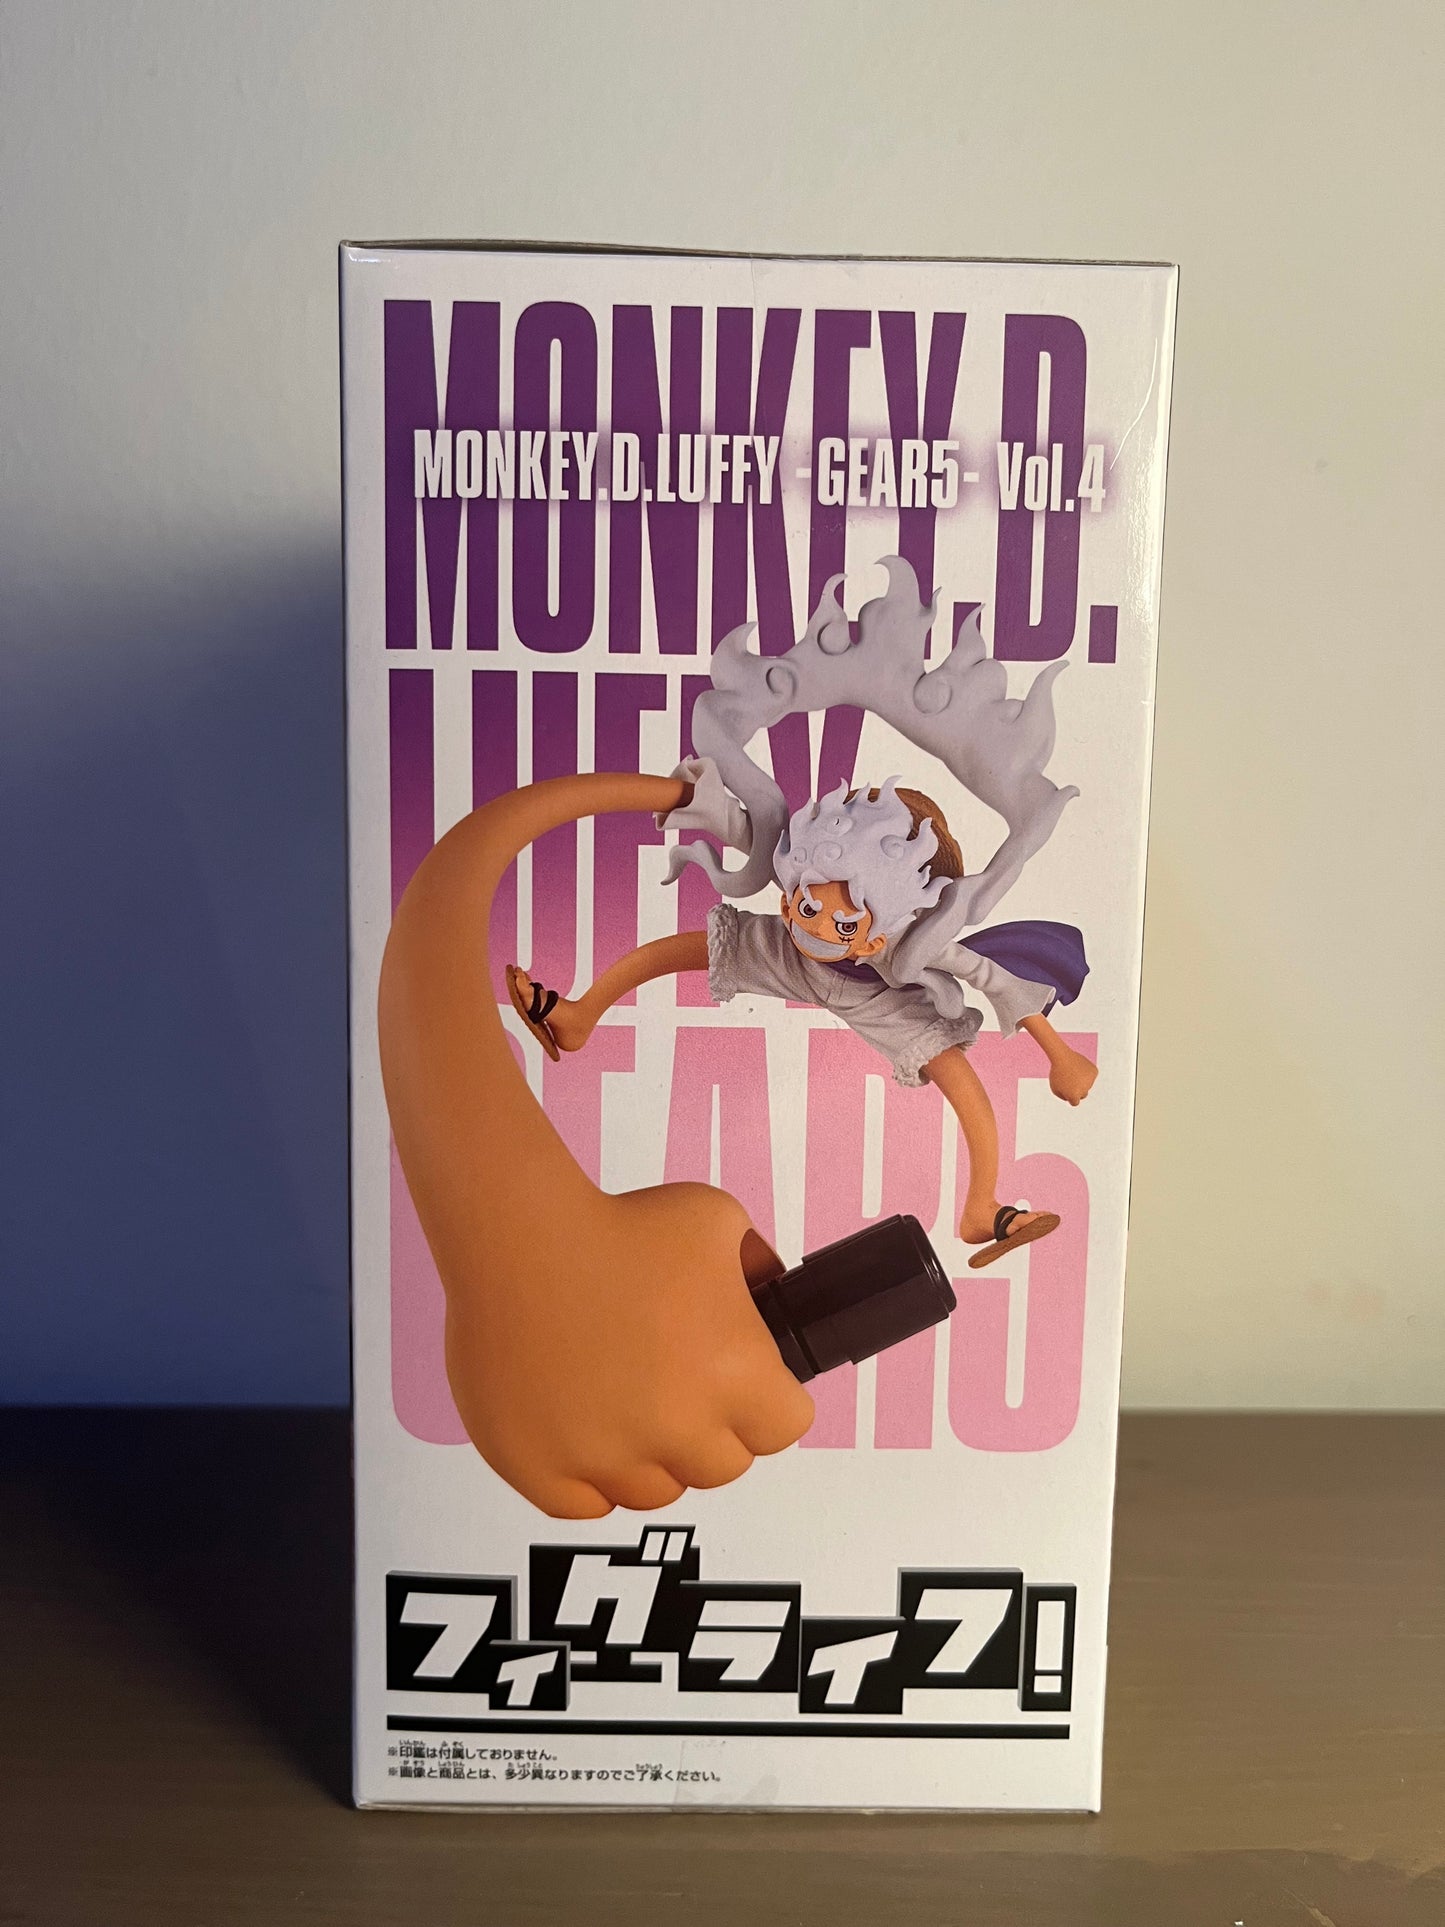 MONKEY.D.
MONKEY.D.LUFFY -GEAR5- Vol.4
LUFFY
GEAR5
フィグライフ!
※印鑑は付属しておりません。
※画像と商品とは、多少異なりますのでご了承ください。